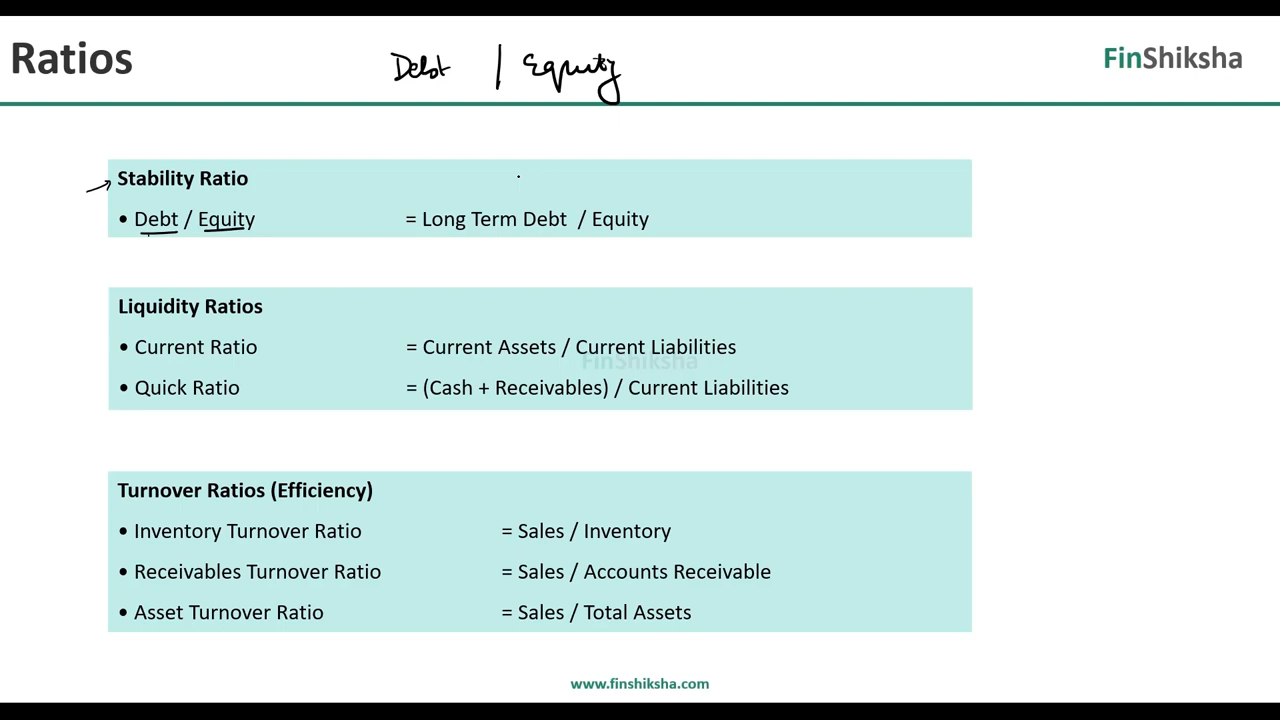 Ratios
Debt | Equity
FinShiksha
Stability Ratio
• Debt / Equity = Long Term Debt / Equity
Liquidity Ratios
• Current Ratio = Current Assets / Current Liabilities
FinShiksha
• Quick Ratio = (Cash + Receivables) / Current Liabilities
Turnover Ratios (Efficiency)
• Inventory Turnover Ratio = Sales / Inventory
• Receivables Turnover Ratio = Sales / Accounts Receivable
• Asset Turnover Ratio = Sales / Total Assets
www.finshiksha.com